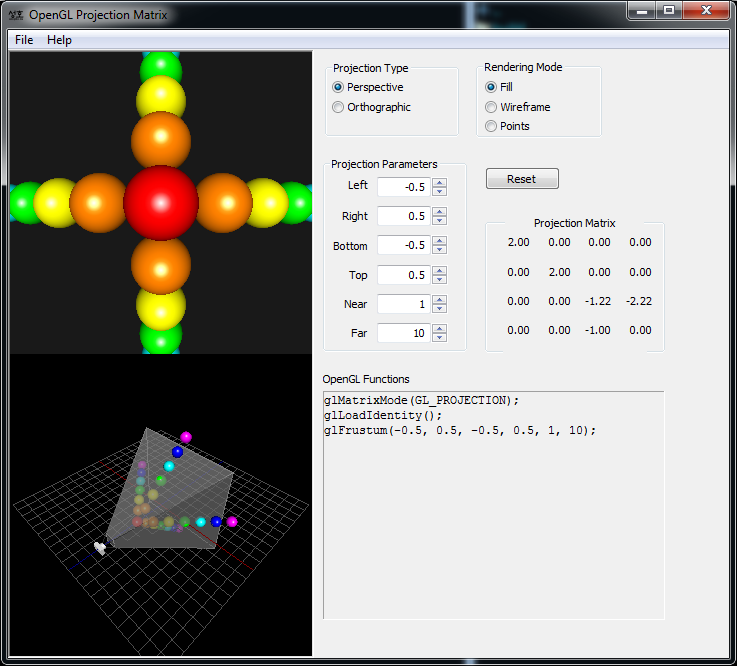 OpenGL Projection Matrix
File Help
Projection Type
Perspective
Orthographic
Rendering Mode
Fill
Wireframe
Points
Projection Parameters
Left -0.5
Right 0.5
Bottom -0.5
Top 0.5
Near 1
Far 10
Reset
Projection Matrix
2.00 0.00 0.00 0.00
0.00 2.00 0.00 0.00
0.00 0.00 -1.22 -2.22
0.00 0.00 -1.00 0.00
OpenGL Functions
glMatrixMode(GL_PROJECTION);
glLoadIdentity();
glFrustum(-0.5, 0.5, -0.5, 0.5, 1, 10);